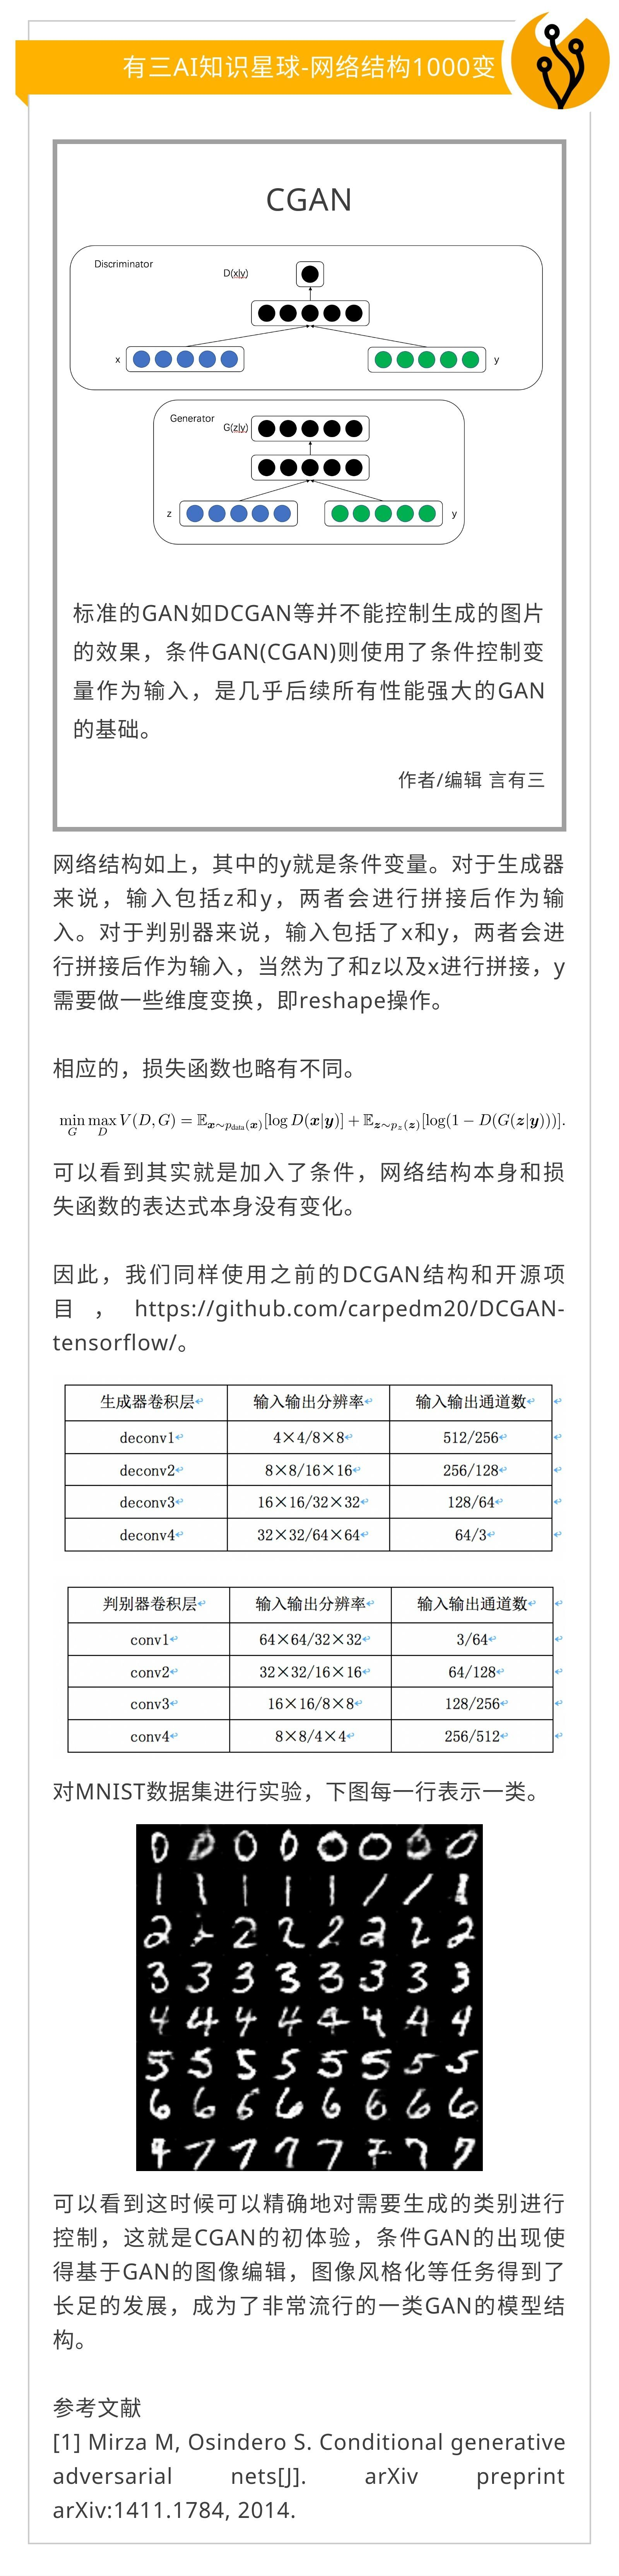 有三AI知识星球-网络结构1000变
CGAN
Discriminator
D(x|y)
x
y
Generator
G(z|y)
z
y
标准的GAN如DCGAN等并不能控制生成的图片
的效果，条件GAN(CGAN)则使用了条件控制变
量作为输入，是几乎后续所有性能强大的GAN
的基础。
作者/编辑 言有三
网络结构如上，其中的y就是条件变量。对于生成器
来说，输入包括z和y，两者会进行拼接后作为输
入。对于判别器来说，输入包括了x和y，两者会进
行拼接后作为输入，当然为了和z以及x进行拼接，y
需要做一些维度变换，即reshape操作。
相应的，损失函数也略有不同。
min_G max_D V(D, G) = 𝔼_{x∼p_data(x)}[log D(x|y)] + 𝔼_{z∼p_z(z)}[log(1 − D(G(z|y)))].
可以看到其实就是加入了条件，网络结构本身和损
失函数的表达式本身没有变化。
因此，我们同样使用之前的DCGAN结构和开源项
目，https://github.com/carpedm20/DCGAN-
tensorflow/。
生成器卷积层↵ 输入输出分辨率↵ 输入输出通道数↵ ↵
deconv1↵ 4×4/8×8↵ 512/256↵ ↵
deconv2↵ 8×8/16×16↵ 256/128↵ ↵
deconv3↵ 16×16/32×32↵ 128/64↵ ↵
deconv4↵ 32×32/64×64↵ 64/3↵ ↵
判别器卷积层↵ 输入输出分辨率↵ 输入输出通道数↵ ↵
conv1↵ 64×64/32×32↵ 3/64↵ ↵
conv2↵ 32×32/16×16↵ 64/128↵ ↵
conv3↵ 16×16/8×8↵ 128/256↵ ↵
conv4↵ 8×8/4×4↵ 256/512↵ ↵
对MNIST数据集进行实验，下图每一行表示一类。
0 0 0 0 0 0 0 0
1 1 1 1 1 1 1 1
2 2 2 2 2 2 2
3 3 3 3 3 3 3 3
4 4 4 4 4 4 4 4
5 5 5 5 5 5 5 5
6 6 6 6 6 6 6 6
7 7 7 7 7 7 7
可以看到这时候可以精确地对需要生成的类别进行
控制，这就是CGAN的初体验，条件GAN的出现使
得基于GAN的图像编辑，图像风格化等任务得到了
长足的发展，成为了非常流行的一类GAN的模型结
构。
参考文献
[1] Mirza M, Osindero S. Conditional generative
adversarial nets[J]. arXiv preprint
arXiv:1411.1784, 2014.